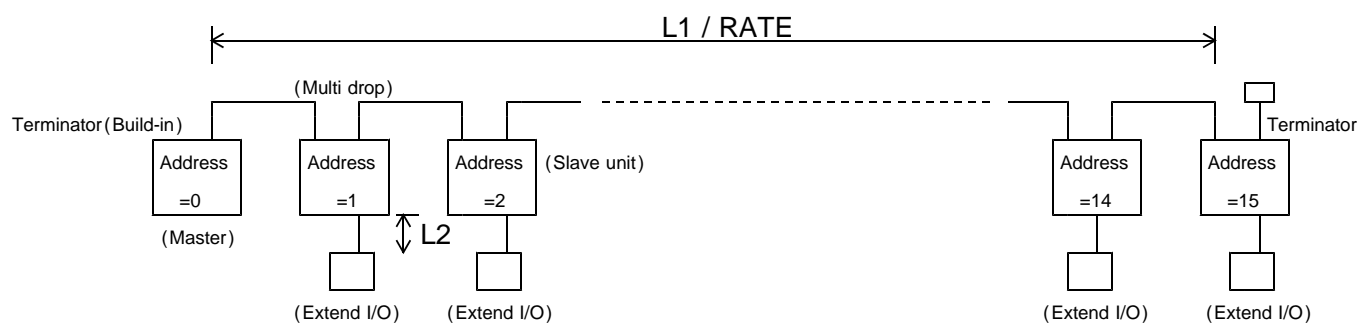 L1 / RATE
(Multi drop)
Terminator(Build-in)
Terminator
Address
=0
Address
=1
Address
=2
(Slave unit)
Address
=14
Address
=15
(Master)
L2
(Extend I/O)
(Extend I/O)
(Extend I/O)
(Extend I/O)